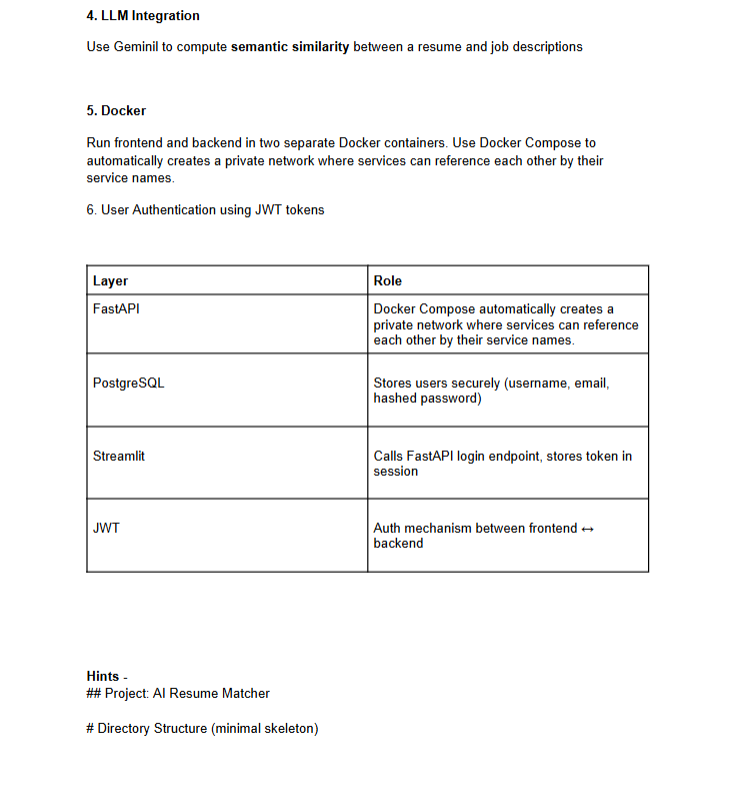 4. LLM Integration
Use Geminil to compute semantic similarity between a resume and job descriptions
5. Docker
Run frontend and backend in two separate Docker containers. Use Docker Compose to
automatically creates a private network where services can reference each other by their
service names.
6. User Authentication using JWT tokens
Layer
Role
FastAPI
Docker Compose automatically creates a
private network where services can reference
each other by their service names.
PostgreSQL
Stores users securely (username, email,
hashed password)
Streamlit
Calls FastAPI login endpoint, stores token in
session
JWT
Auth mechanism between frontend ↔
backend
Hints -
## Project: AI Resume Matcher
# Directory Structure (minimal skeleton)